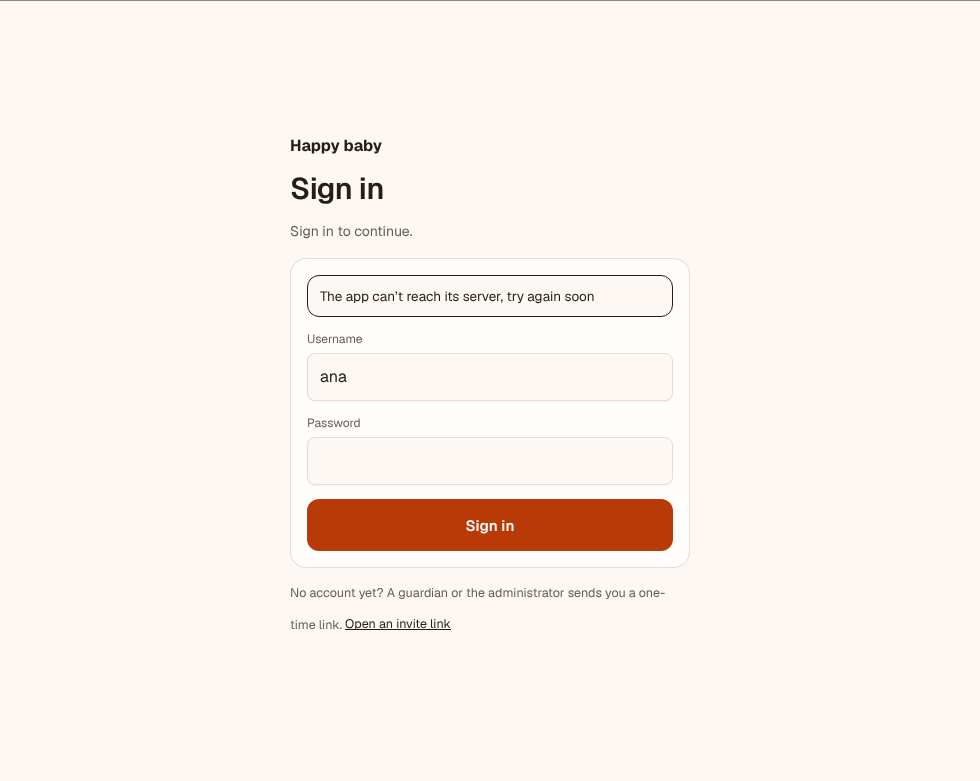 Happy baby
Sign in
Sign in to continue.
The app can't reach its server, try again soon
Username
ana
Password
Sign in
No account yet? A guardian or the administrator sends you a one-
time link. Open an invite link